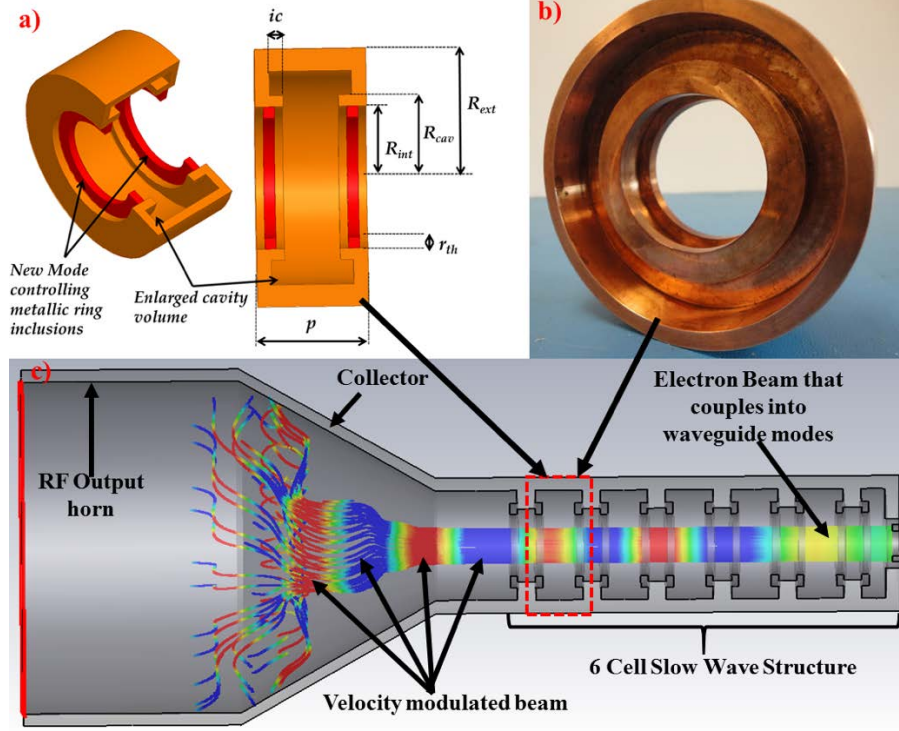 a)
ic
R_ext
R_cav
R_int
r_th
p
New Mode
controlling
metallic ring
inclusions
Enlarged cavity
volume
b)
c)
Collector
Electron Beam that
couples into
waveguide modes
RF Output
horn
6 Cell Slow Wave Structure
Velocity modulated beam